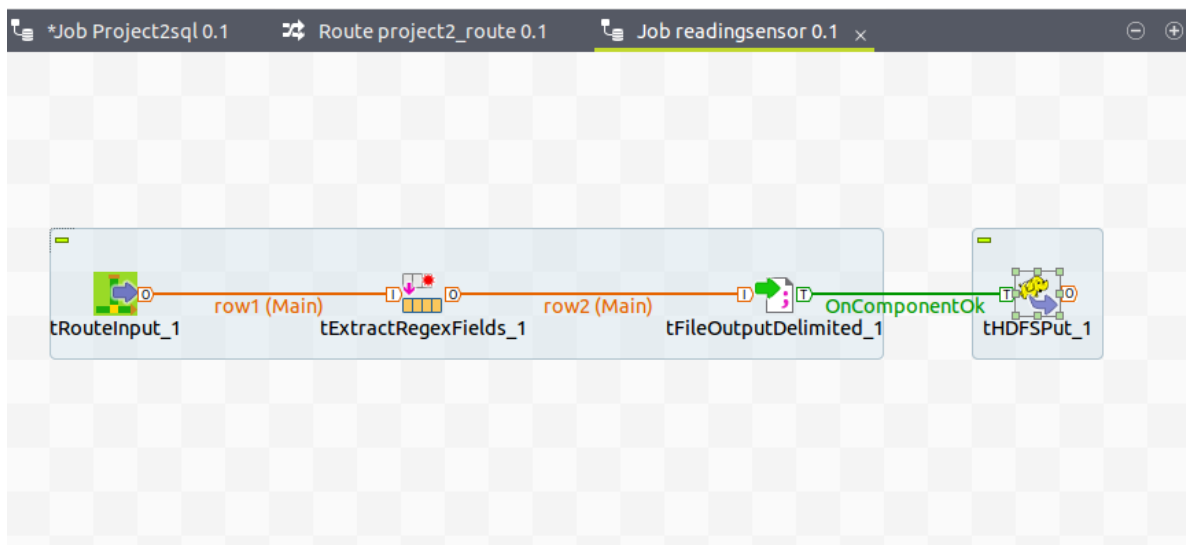 *Job Project2sql 0.1
Route project2_route 0.1
Job readingsensor 0.1
row1 (Main)
row2 (Main)
OnComponentOk
tRouteInput_1
tExtractRegexFields_1
tFileOutputDelimited_1
tHDFSPut_1
O
I
O
I
T
T
O